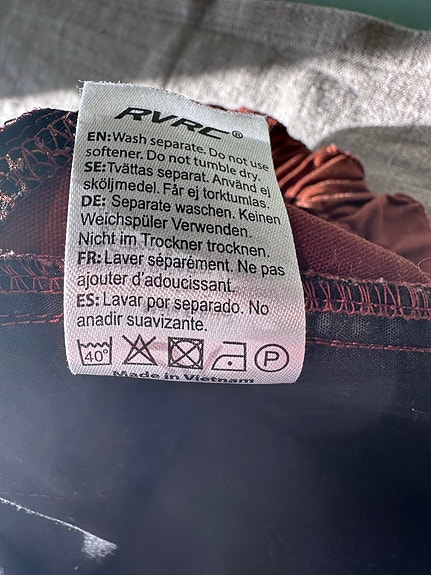 RVRC®
EN:Wash separate. Do not use
softener. Do not tumble dry.
SE:Tvättas separat. Använd ej
sköljmedel. Får ej torktumlas.
DE: Separate waschen. Keinen
Weichspüler Verwenden.
Nicht im Trockner trocknen.
FR: Laver séparément. Ne pas
ajouter d'adoucissant.
ES: Lavar por separado. No
anadir suavizante.
40° P
Made in Vietnam